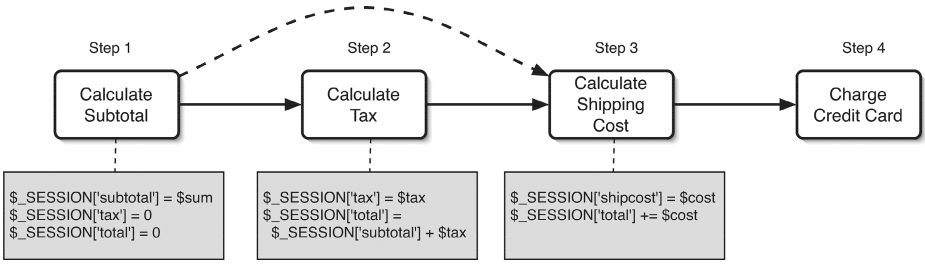 Step 1
Step 2
Step 3
Step 4
Calculate
Subtotal
Calculate
Tax
Calculate
Shipping
Cost
Charge
Credit Card
$_SESSION['subtotal'] = $sum
$_SESSION['tax'] = 0
$_SESSION['total'] = 0
$_SESSION['tax'] = $tax
$_SESSION['total'] =
$_SESSION['subtotal'] + $tax
$_SESSION['shipcost'] = $cost
$_SESSION['total'] += $cost